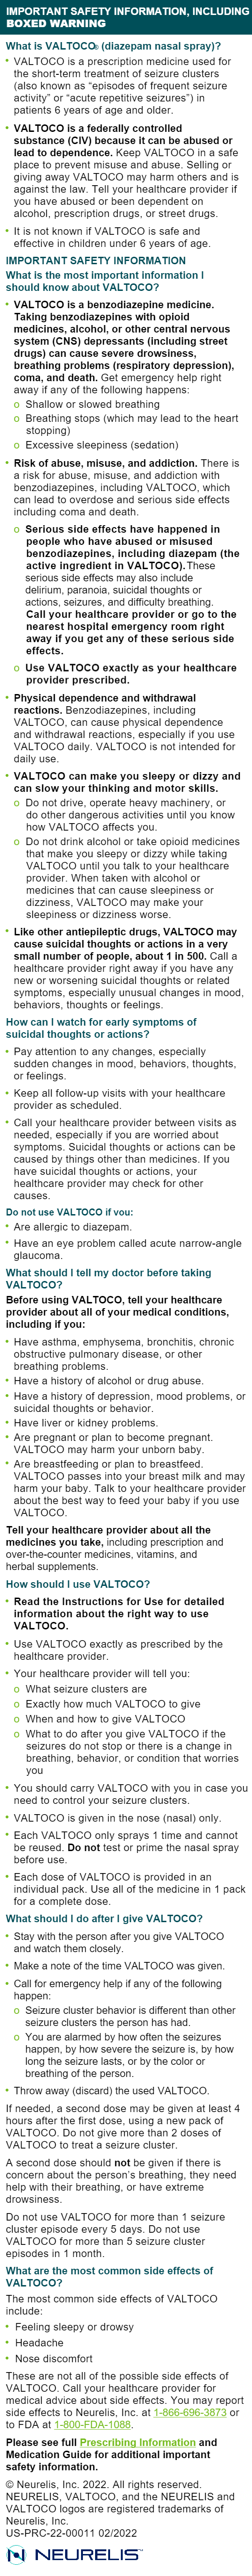 IMPORTANT SAFETY INFORMATION, INCLUDING
BOXED WARNING
What is VALTOCO® (diazepam nasal spray)?
• VALTOCO is a prescription medicine used for
the short-term treatment of seizure clusters
(also known as “episodes of frequent seizure
activity” or “acute repetitive seizures”) in
patients 6 years of age and older.
• VALTOCO is a federally controlled
substance (CIV) because it can be abused or
lead to dependence. Keep VALTOCO in a safe
place to prevent misuse and abuse. Selling or
giving away VALTOCO may harm others and is
against the law. Tell your healthcare provider if
you have abused or been dependent on
alcohol, prescription drugs, or street drugs.
• It is not known if VALTOCO is safe and
effective in children under 6 years of age.
IMPORTANT SAFETY INFORMATION
What is the most important information I
should know about VALTOCO?
• VALTOCO is a benzodiazepine medicine.
Taking benzodiazepines with opioid
medicines, alcohol, or other central nervous
system (CNS) depressants (including street
drugs) can cause severe drowsiness,
breathing problems (respiratory depression),
coma, and death. Get emergency help right
away if any of the following happens:
o Shallow or slowed breathing
o Breathing stops (which may lead to the heart
stopping)
o Excessive sleepiness (sedation)
• Risk of abuse, misuse, and addiction. There is
a risk for abuse, misuse, and addiction with
benzodiazepines, including VALTOCO, which
can lead to overdose and serious side effects
including coma and death.
o Serious side effects have happened in
people who have abused or misused
benzodiazepines, including diazepam (the
active ingredient in VALTOCO).These
serious side effects may also include
delirium, paranoia, suicidal thoughts or
actions, seizures, and difficulty breathing.
Call your healthcare provider or go to the
nearest hospital emergency room right
away if you get any of these serious side
effects.
o Use VALTOCO exactly as your healthcare
provider prescribed.
• Physical dependence and withdrawal
reactions. Benzodiazepines, including
VALTOCO, can cause physical dependence
and withdrawal reactions, especially if you use
VALTOCO daily. VALTOCO is not intended for
daily use.
• VALTOCO can make you sleepy or dizzy and
can slow your thinking and motor skills.
o Do not drive, operate heavy machinery, or
do other dangerous activities until you know
how VALTOCO affects you.
o Do not drink alcohol or take opioid medicines
that make you sleepy or dizzy while taking
VALTOCO until you talk to your healthcare
provider. When taken with alcohol or
medicines that can cause sleepiness or
dizziness, VALTOCO may make your
sleepiness or dizziness worse.
• Like other antiepileptic drugs, VALTOCO may
cause suicidal thoughts or actions in a very
small number of people, about 1 in 500. Call a
healthcare provider right away if you have any
new or worsening suicidal thoughts or related
symptoms, especially unusual changes in mood,
behaviors, thoughts or feelings.
How can I watch for early symptoms of
suicidal thoughts or actions?
• Pay attention to any changes, especially
sudden changes in mood, behaviors, thoughts,
or feelings.
• Keep all follow-up visits with your healthcare
provider as scheduled.
• Call your healthcare provider between visits as
needed, especially if you are worried about
symptoms. Suicidal thoughts or actions can be
caused by things other than medicines. If you
have suicidal thoughts or actions, your
healthcare provider may check for other
causes.
Do not use VALTOCO if you:
• Are allergic to diazepam.
• Have an eye problem called acute narrow-angle
glaucoma.
What should I tell my doctor before taking
VALTOCO?
Before using VALTOCO, tell your healthcare
provider about all of your medical conditions,
including if you:
• Have asthma, emphysema, bronchitis, chronic
obstructive pulmonary disease, or other
breathing problems.
• Have a history of alcohol or drug abuse.
• Have a history of depression, mood problems, or
suicidal thoughts or behavior.
• Have liver or kidney problems.
• Are pregnant or plan to become pregnant.
VALTOCO may harm your unborn baby.
• Are breastfeeding or plan to breastfeed.
VALTOCO passes into your breast milk and may
harm your baby. Talk to your healthcare provider
about the best way to feed your baby if you use
VALTOCO.
Tell your healthcare provider about all the
medicines you take, including prescription and
over-the-counter medicines, vitamins, and
herbal supplements.
How should I use VALTOCO?
• Read the Instructions for Use for detailed
information about the right way to use
VALTOCO.
• Use VALTOCO exactly as prescribed by the
healthcare provider.
• Your healthcare provider will tell you:
o What seizure clusters are
o Exactly how much VALTOCO to give
o When and how to give VALTOCO
o What to do after you give VALTOCO if the
seizures do not stop or there is a change in
breathing, behavior, or condition that worries
you
• You should carry VALTOCO with you in case you
need to control your seizure clusters.
• VALTOCO is given in the nose (nasal) only.
• Each VALTOCO only sprays 1 time and cannot
be reused. Do not test or prime the nasal spray
before use.
• Each dose of VALTOCO is provided in an
individual pack. Use all of the medicine in 1 pack
for a complete dose.
What should I do after I give VALTOCO?
• Stay with the person after you give VALTOCO
and watch them closely.
• Make a note of the time VALTOCO was given.
• Call for emergency help if any of the following
happen:
o Seizure cluster behavior is different than other
seizure clusters the person has had.
o You are alarmed by how often the seizures
happen, by how severe the seizure is, by how
long the seizure lasts, or by the color or
breathing of the person.
• Throw away (discard) the used VALTOCO.
If needed, a second dose may be given at least 4
hours after the first dose, using a new pack of
VALTOCO. Do not give more than 2 doses of
VALTOCO to treat a seizure cluster.
A second dose should not be given if there is
concern about the person’s breathing, they need
help with their breathing, or have extreme
drowsiness.
Do not use VALTOCO for more than 1 seizure
cluster episode every 5 days. Do not use
VALTOCO for more than 5 seizure cluster
episodes in 1 month.
What are the most common side effects of
VALTOCO?
The most common side effects of VALTOCO
include:
• Feeling sleepy or drowsy
• Headache
• Nose discomfort
These are not all of the possible side effects of
VALTOCO. Call your healthcare provider for
medical advice about side effects. You may report
side effects to Neurelis, Inc. at 1-866-696-3873 or
to FDA at 1-800-FDA-1088.
Please see full Prescribing Information and
Medication Guide for additional important
safety information.
© Neurelis, Inc. 2022. All rights reserved.
NEURELIS, VALTOCO, and the NEURELIS and
VALTOCO logos are registered trademarks of
Neurelis, Inc.
US-PRC-22-00011 02/2022
N NEURELIS™